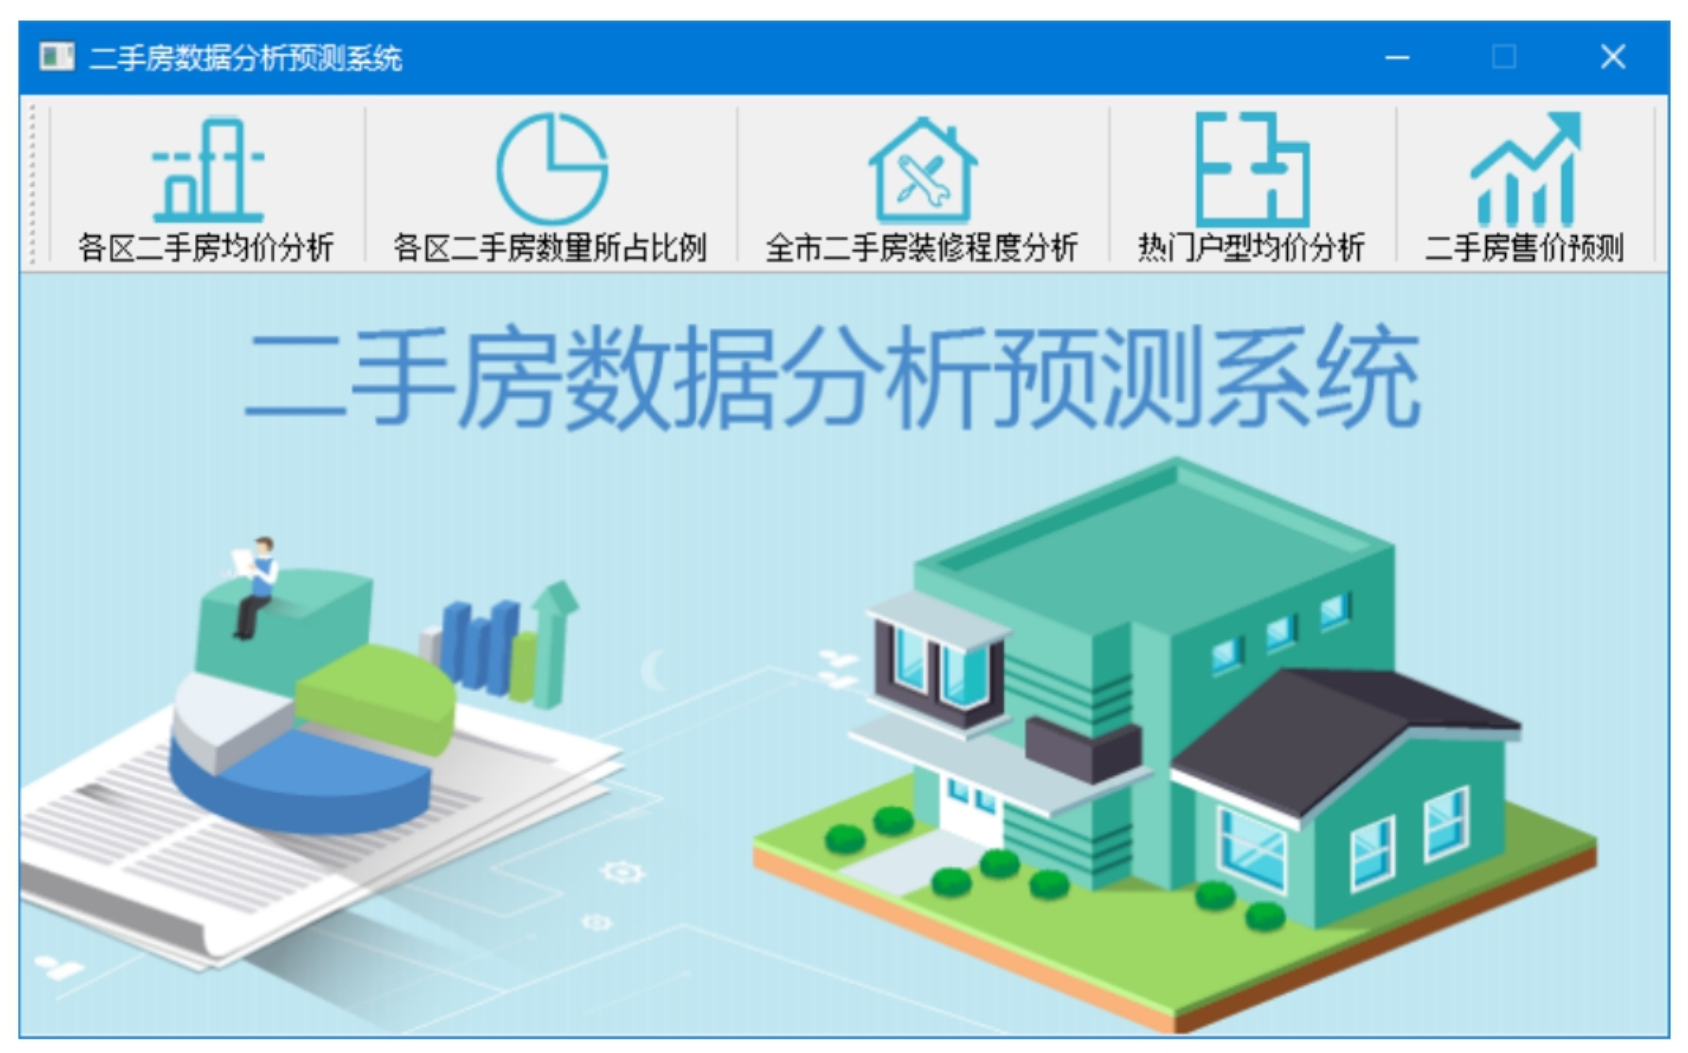 二手房数据分析预测系统
各区二手房均价分析
各区二手房数量所占比例
全市二手房装修程度分析
热门户型均价分析
二手房售价预测
二手房数据分析预测系统